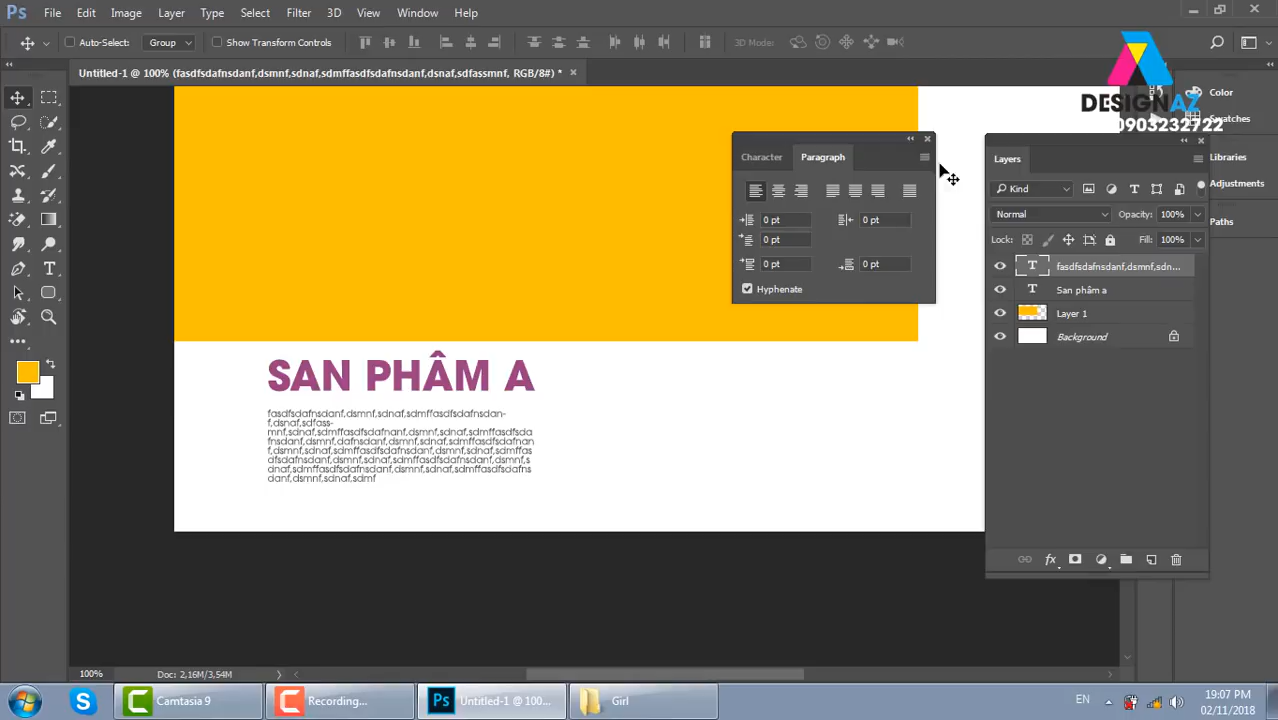 Ps File Edit Image Layer Type Select Filter 3D View Window Help
Auto-Select: Group Show Transform Controls 3D Mode:
Untitled-1 @ 100% (fasdfsdafnsdanf,dsmnf,sdnaf,sdmffasdfsdafnsdanf,dsnaf,sdfassmnf, RGB/8#) *
DESIGNAZ
0903232722
Color
Swatches
Libraries
Adjustments
Paths
Character Paragraph
0 pt 0 pt
0 pt
0 pt 0 pt
Hyphenate
Layers
Kind
Normal Opacity: 100%
Lock: Fill: 100%
fasdfsdafnsdanf,dsmnf,sdn...
San phâm a
Layer 1
Background
SAN PHÂM A
fasdfsdafnsdanf,dsmnf,sdnaf,sdmffasdfsdafnsdan-
f,dsnaf,sdfass-
mnf,sdnaf,sdmffasdfsdafnanf,dsmnf,sdnaf,sdmffasdfsda
fnsdanf,dsmnf,dafnsdanf,dsmnf,sdnaf,sdmffasdfsdafnan
f,dsmnf,sdnaf,sdmffasdfsdafnsdanf,dsmnf,sdnaf,sdmffas
dfsdafnsdanf,dsmnf,sdnaf,sdmffasdfsdafnsdanf,dsmnf,s
dnaf,sdmffasdfsdafnsdanf,dsmnf,sdnaf,sdmffasdfsdafns
danf,dsmnf,sdnaf,sdmf
100% Doc: 2,16M/3,54M
Camtasia 9 Recording... Untitled-1 @ 100... Girl
EN 19:07 PM
02/11/2018